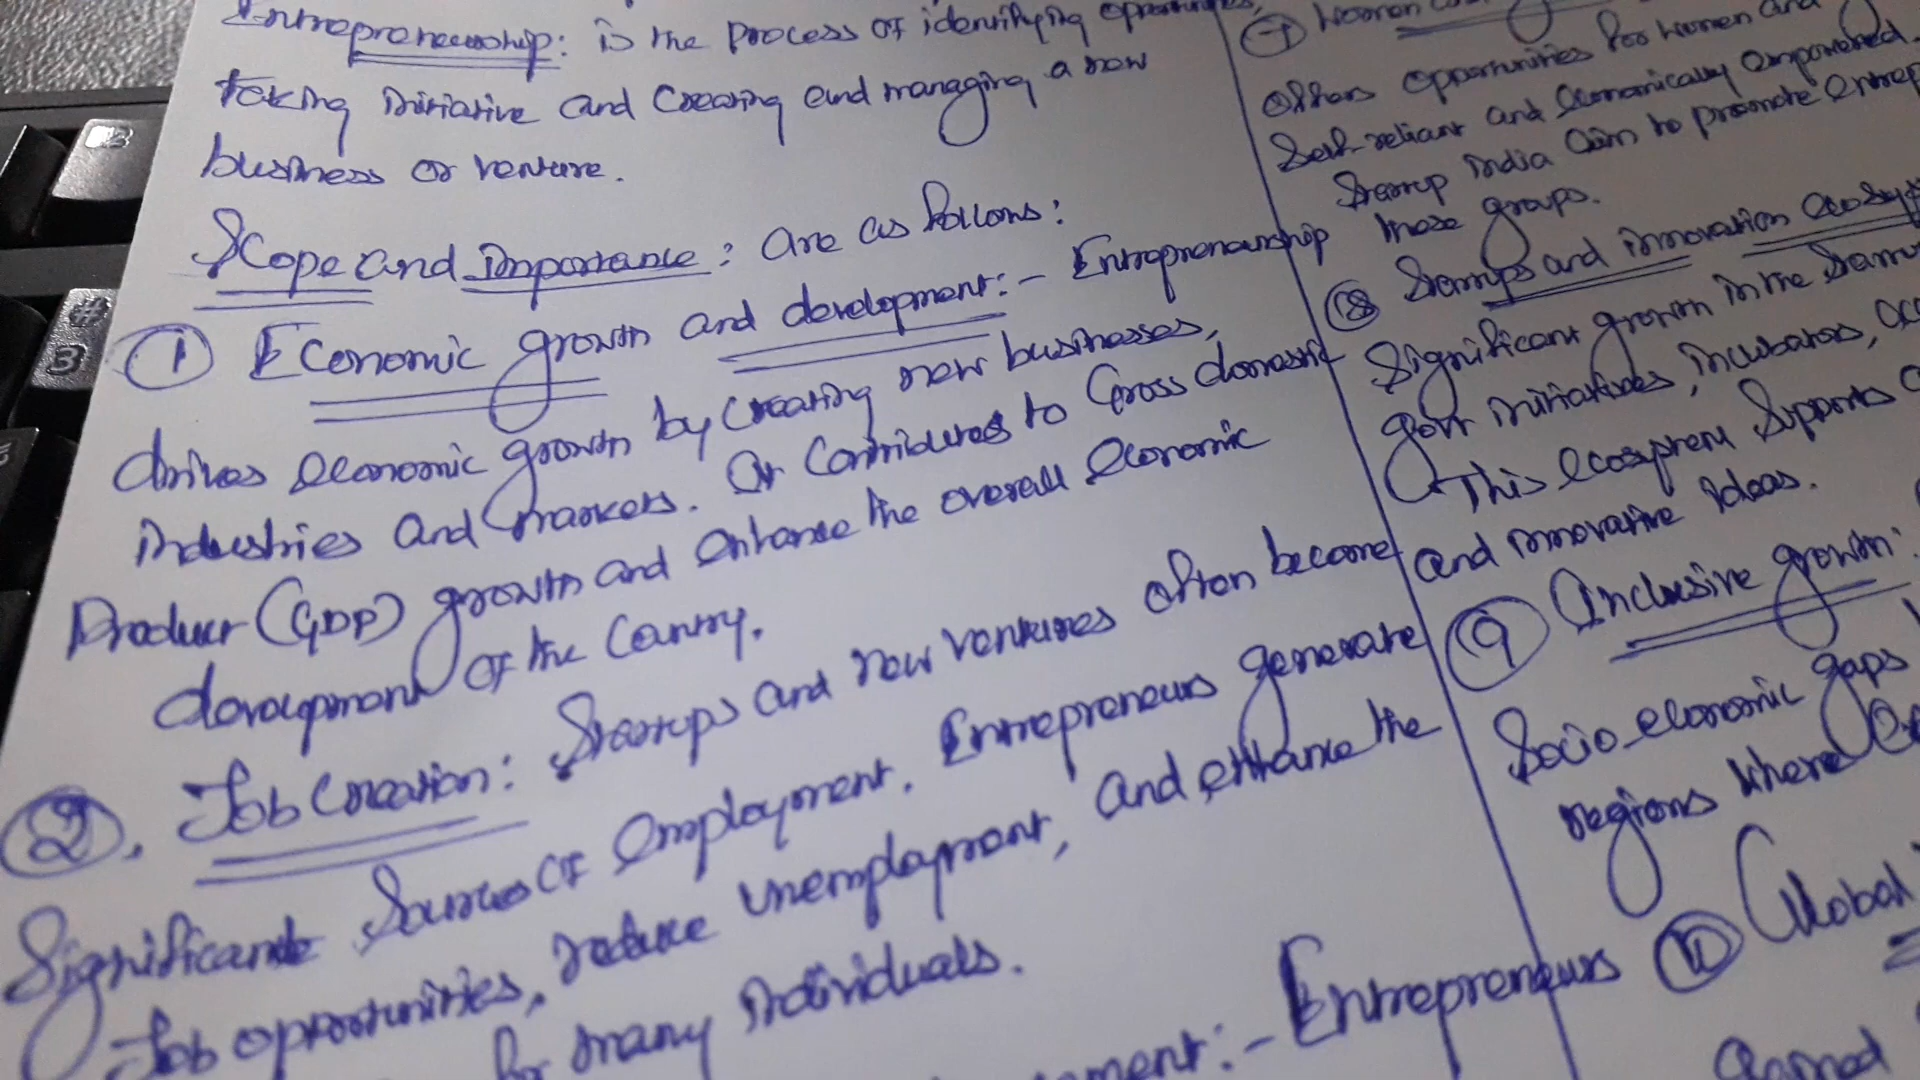 Entrepreneurship: is the process of identifying opportunities,
taking initiative and creating and managing a new
business or venture.
Scope and Importance: are as follows:
① Economic growth and development:- Entrepreneurship
drives economic growth by creating new businesses,
industries and markets. Or Contributes to Gross domestic
Product (GDP) growth and enhance the overall economic
development of the country.
②. Job Creation: Startups and new ventures often become
significant sources of employment. Entrepreneurs generate
Job opportunities, reduce unemployment, and enhance the
for many individuals.
:- Entrepreneurs
⑦ Women
offers opportunities for women and
self-reliant and economically empowered.
Startup India aim to promote
these groups.
⑧ Startups and innovation
Significant growth in the
govt initiatives, incubators,
This ecosystem supports
and innovative ideas.
⑨ Inclusive growth:
Socio-economic gaps
regions where
⑩ Global